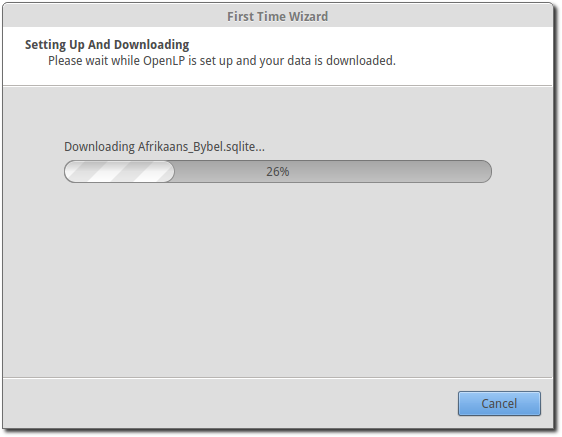 First Time Wizard
Setting Up And Downloading
Please wait while OpenLP is set up and your data is downloaded.
Downloading Afrikaans_Bybel.sqlite...
26%
Cancel